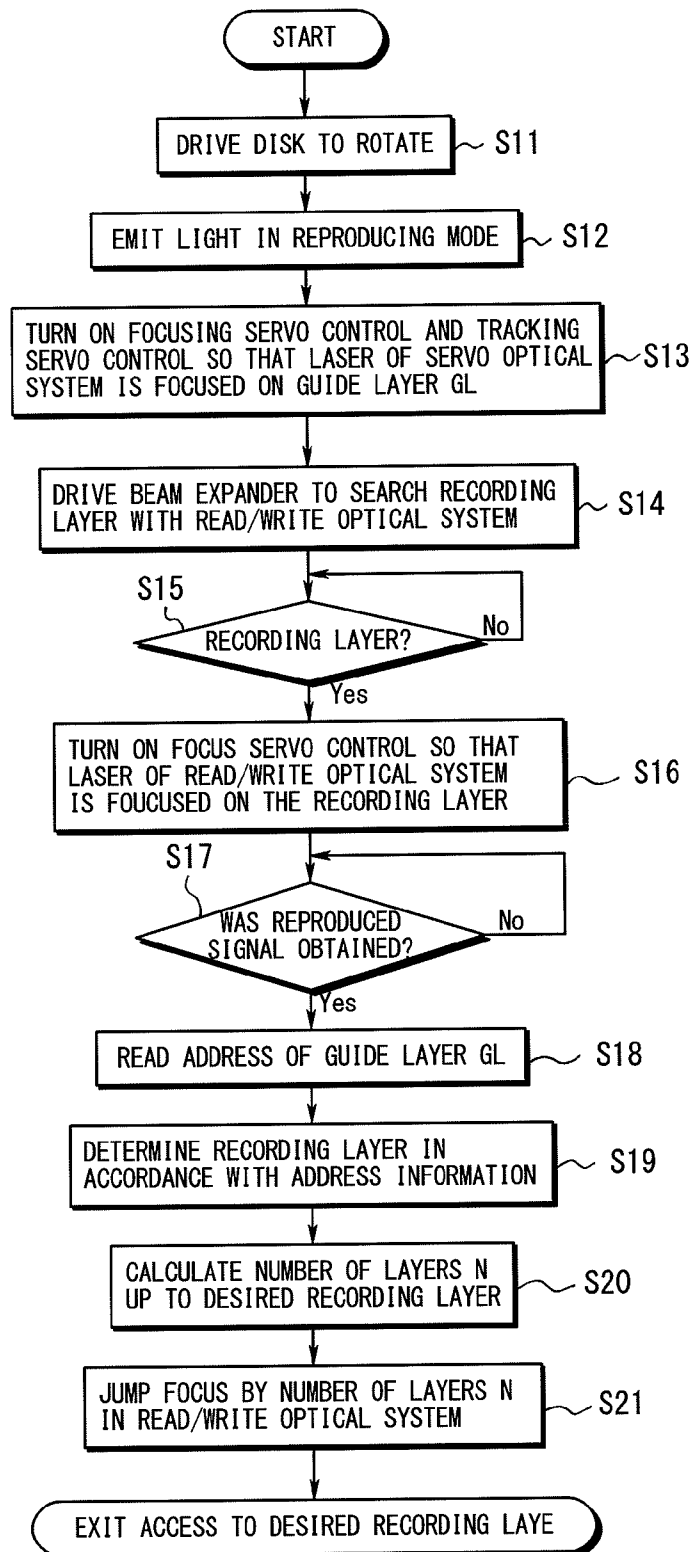 START
DRIVE DISK TO ROTATE
S11
EMIT LIGHT IN REPRODUCING MODE
S12
TURN ON FOCUSING SERVO CONTROL AND TRACKING
SERVO CONTROL SO THAT LASER OF SERVO OPTICAL
SYSTEM IS FOCUSED ON GUIDE LAYER GL
S13
DRIVE BEAM EXPANDER TO SEARCH RECORDING
LAYER WITH READ/WRITE OPTICAL SYSTEM
S14
S15
RECORDING LAYER?
No
Yes
TURN ON FOCUS SERVO CONTROL SO THAT
LASER OF READ/WRITE OPTICAL SYSTEM
IS FOUCUSED ON THE RECORDING LAYER
S16
S17
WAS REPRODUCED
SIGNAL OBTAINED?
No
Yes
READ ADDRESS OF GUIDE LAYER GL
S18
DETERMINE RECORDING LAYER IN
ACCORDANCE WITH ADDRESS INFORMATION
S19
CALCULATE NUMBER OF LAYERS N
UP TO DESIRED RECORDING LAYER
S20
JUMP FOCUS BY NUMBER OF LAYERS N
IN READ/WRITE OPTICAL SYSTEM
S21
EXIT ACCESS TO DESIRED RECORDING LAYE